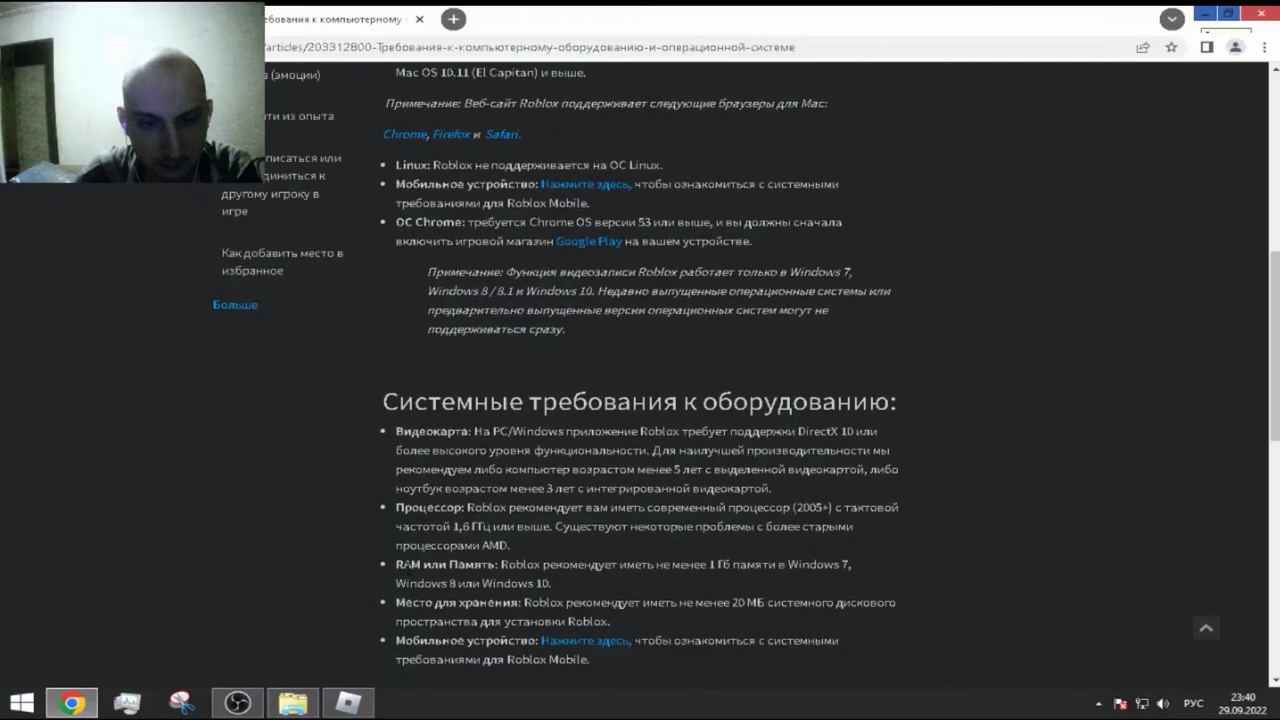 ебования к компьютерному
/articles/203312800-Требования-к-компьютерному-оборудованию-и-операционной-системе
(эмоции)
ти из опыта
писаться или
диниться к
другому игроку в
игре
Как добавить место в
избранное
Больше
Mac OS 10.11 (El Capitan) и выше.
Примечание: Веб-сайт Roblox поддерживает следующие браузеры для Mac:
Chrome, Firefox и Safari.
• Linux: Roblox не поддерживается на ОС Linux.
• Мобильное устройство: Нажмите здесь, чтобы ознакомиться с системными
требованиями для Roblox Mobile.
• ОС Chrome: требуется Chrome OS версии 53 или выше, и вы должны сначала
включить игровой магазин Google Play на вашем устройстве.
Примечание: Функция видеозаписи Roblox работает только в Windows 7,
Windows 8 / 8.1 и Windows 10. Недавно выпущенные операционные системы или
предварительно выпущенные версии операционных систем могут не
поддерживаться сразу.
Системные требования к оборудованию:
• Видеокарта: На PC/Windows приложение Roblox требует поддержки DirectX 10 или
более высокого уровня функциональности. Для наилучшей производительности мы
рекомендуем либо компьютер возрастом менее 5 лет с выделенной видеокартой, либо
ноутбук возрастом менее 3 лет с интегрированной видеокартой.
• Процессор: Roblox рекомендует вам иметь современный процессор (2005+) с тактовой
частотой 1,6 ГГц или выше. Существуют некоторые проблемы с более старыми
процессорами AMD.
• RAM или Память: Roblox рекомендует иметь не менее 1 Гб памяти в Windows 7,
Windows 8 или Windows 10.
• Место для хранения: Roblox рекомендует иметь не менее 20 МБ системного дискового
пространства для установки Roblox.
• Мобильное устройство: Нажмите здесь, чтобы ознакомиться с системными
требованиями для Roblox Mobile.
РУС
23:40
29.09.2022